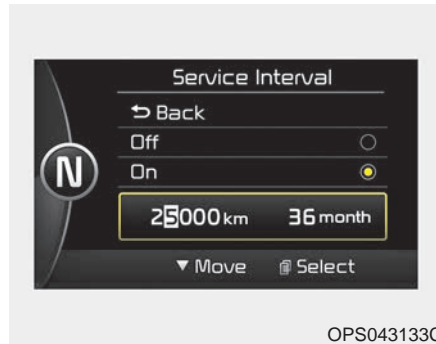 Service Interval
Back
Off
On
N
25000 km 36 month
Move Select
OPS043133C